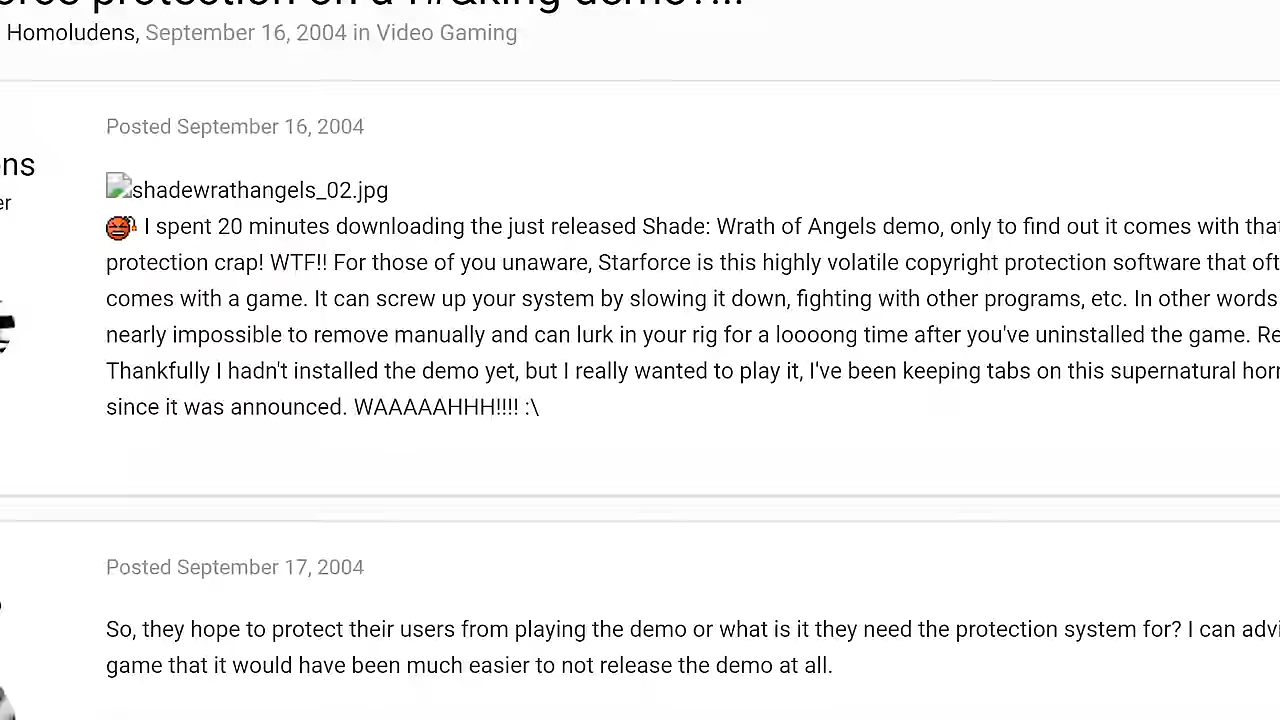 protection on a
demo?!...
Homoludens, September 16, 2004 in Video Gaming
Posted September 16, 2004
ns
er
shadewrathangels_02.jpg
I spent 20 minutes downloading the just released Shade: Wrath of Angels demo, only to find out it comes with that
protection crap! WTF!! For those of you unaware, Starforce is this highly volatile copyright protection software that oft
comes with a game. It can screw up your system by slowing it down, fighting with other programs, etc. In other words
nearly impossible to remove manually and can lurk in your rig for a loooong time after you've uninstalled the game. Re
Thankfully I hadn't installed the demo yet, but I really wanted to play it, I've been keeping tabs on this supernatural horr
since it was announced. WAAAAAHHH!!!! :\
Posted September 17, 2004
So, they hope to protect their users from playing the demo or what is it they need the protection system for? I can advi
game that it would have been much easier to not release the demo at all.